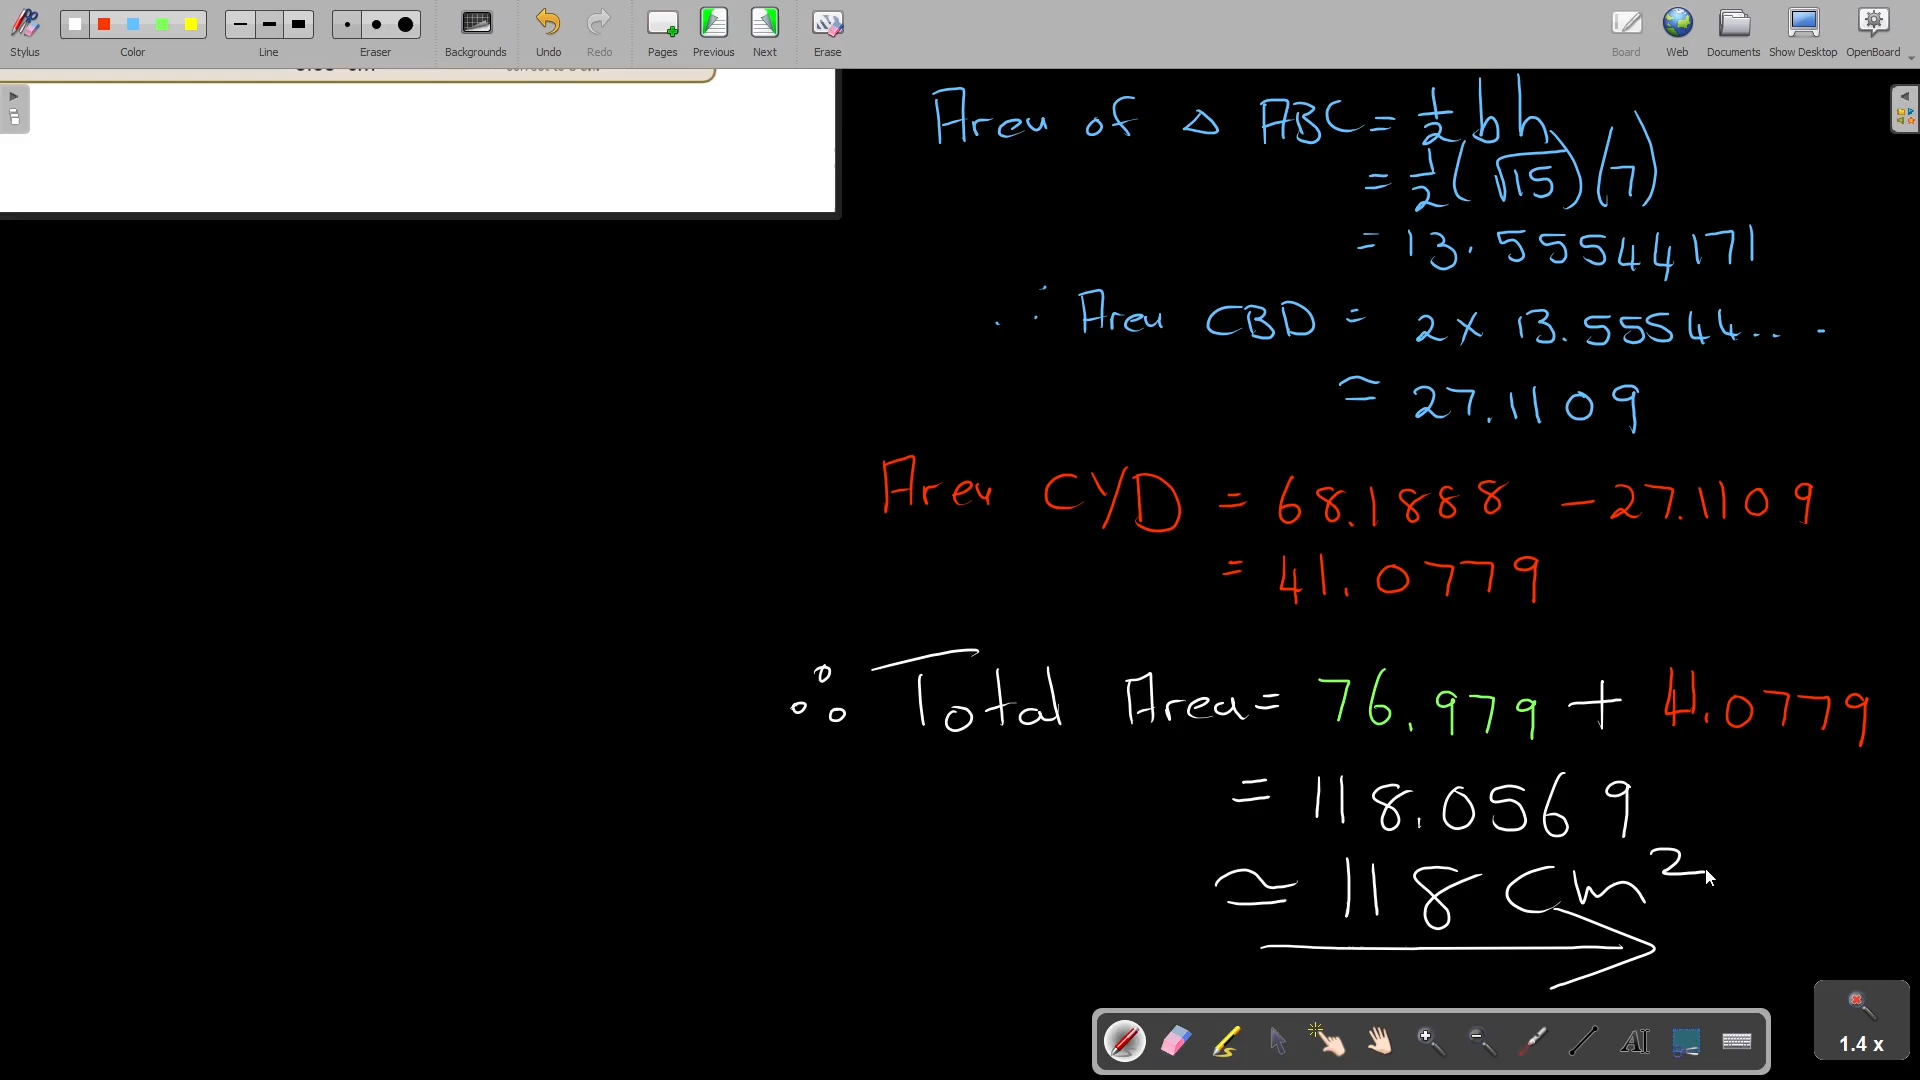 Stylus Color Line Eraser Backgrounds Undo Redo Pages Previous Next Erase Board Web Documents Show Desktop OpenBoard
Area of △ ABC = 1/2 bh
= 1/2 (√15)(7)
= 13.55544171
∴ Area CBD = 2 × 13.55544....
≃ 27.1109
Area CYD = 68.1888 - 27.1109
= 41.0779
∴ Total Area = 76.979 + 41.0779
= 118.0569
≃ 118 cm²
1.4 x